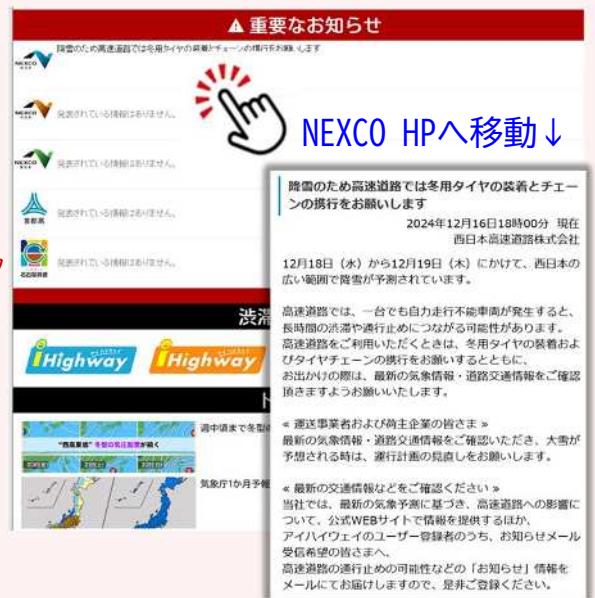 ▲ 重要なお知らせ
降雪のため高速道路では冬用タイヤの装着とチェーンの携行をお願いします
NEXCO
NEXCO
発表されている情報はありません。
NEXCO
発表されている情報はありません。
首都高
発表されている情報はありません。
名古屋高速
発表されている情報はありません。
NEXCO HPへ移動↓
渋滞
iHighway
iHighway
週中頃まで冬型の
"西高東低" 冬型の気圧配置が続く
気象庁1か月予報
降雪のため高速道路では冬用タイヤの装着とチェー
ンの携行をお願いします
2024年12月16日18時00分 現在
西日本高速道路株式会社
12月18日(水)から12月19日(木)にかけて、西日本の
広い範囲で降雪が予測されています。
高速道路では、一台でも自力走行不能車両が発生すると、
長時間の渋滞や通行止めにつながる可能性があります。
高速道路をご利用いただくときは、冬用タイヤの装着およ
びタイヤチェーンの携行をお願いするとともに、
お出かけの際は、最新の気象情報・道路交通情報をご確認
頂きますようお願いいたします。
≪ 運送事業者および荷主企業の皆さま ≫
最新の気象情報・道路交通情報をご確認いただき、大雪が
予想される時は、運行計画の見直しをお願いします。
≪ 最新の交通情報などをご確認ください ≫
当社では、最新の気象予測に基づき、高速道路への影響に
ついて、公式WEBサイトで情報を提供するほか、
アイハイウェイのユーザー登録者のうち、お知らせメール
受信希望の皆さまへ、
高速道路の通行止めの可能性などの「お知らせ」情報を
メールにてお届けしますので、是非ご登録ください。